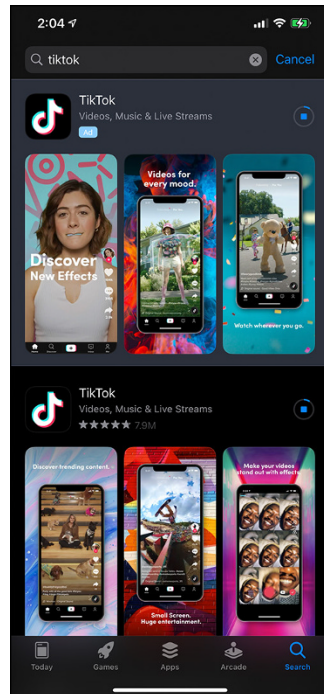 2:04
tiktok
Cancel
TikTok
Videos, Music & Live Streams
Ad
Discover
New Effects
Videos for
every mood.
Watch wherever you go.
TikTok
Videos, Music & Live Streams
7.9M
Discover trending content.
Small Screen.
Huge entertainment.
Make your videos
stand out with effects
Today
Games
Apps
Arcade
Search